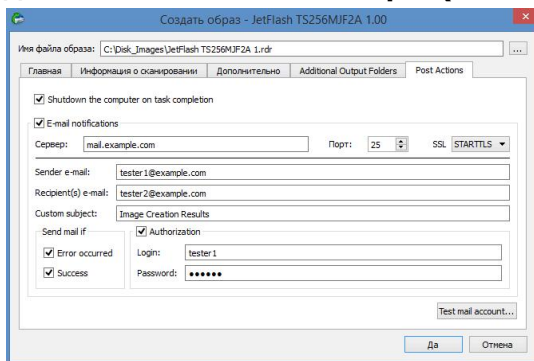 Создать образ - JetFlash TS256MJF2A 1.00
Имя файла образа: C:\Disk_Images\JetFlash TS256MJF2A 1.rdr ...
Главная Информация о сканировании Дополнительно Additional Output Folders Post Actions
Shutdown the computer on task completion
E-mail notifications
Сервер: mail.example.com Порт: 25 SSL STARTTLS
Sender e-mail: tester1@example.com
Recipient(s) e-mail: tester2@example.com
Custom subject: Image Creation Results
Send mail if Authorization
Error occurred Login: tester1
Success Password: ●●●●●●
Test mail account...
Да Отмена